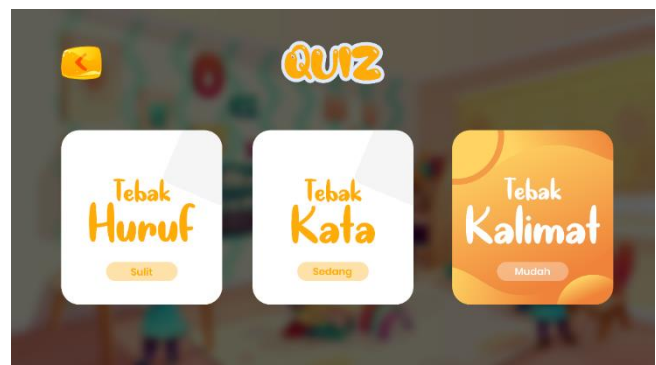 QUIZ
Tebak
Huruf
Sulit
Tebak
Kata
Sedang
Tebak
Kalimat
Mudah